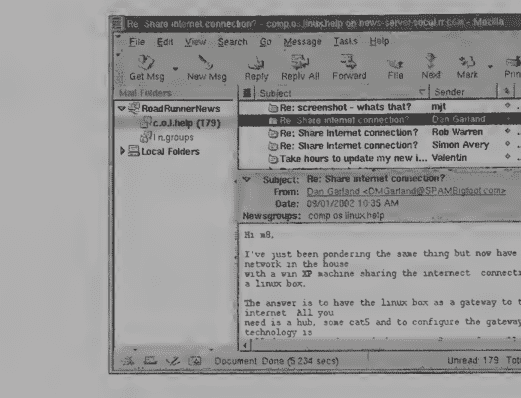 Re: Share internet connection? - comp.os.linux.help on news-server.socal.rr.com - Mozilla
File Edit View Search Go Message Tasks Help
Get Msg New Msg Reply Reply All Forward File Next Mark
Mail Folders Subject Sender
RoadRunnerNews Re: screenshot - whats that? mjt
c.o.l.help (179) Re: Share internet connection? Dan Garland
l n.groups Re: Share Internet connection? Rob Warren
Local Folders Re: Share Internet connection? Simon Avery
Take hours to update my new i... Valentin
Subject: Re: Share internet connection?
From: Dan Garland <DMGarland@SPAMBigfoot.com>
Date: 09/01/2002 10:35 AM
Newsgroups: comp.os.linux.help
Hi m8,
I've just been pondering the same thing but now have
network in the house
with a win XP machine sharing the internet connecti
a linux box.
The answer is to have the linux box as a gateway to t
internet All you
need is a hub, some cat5 and to configure the gateway
technology is
Document: Done (5.234 secs) Unread: 179